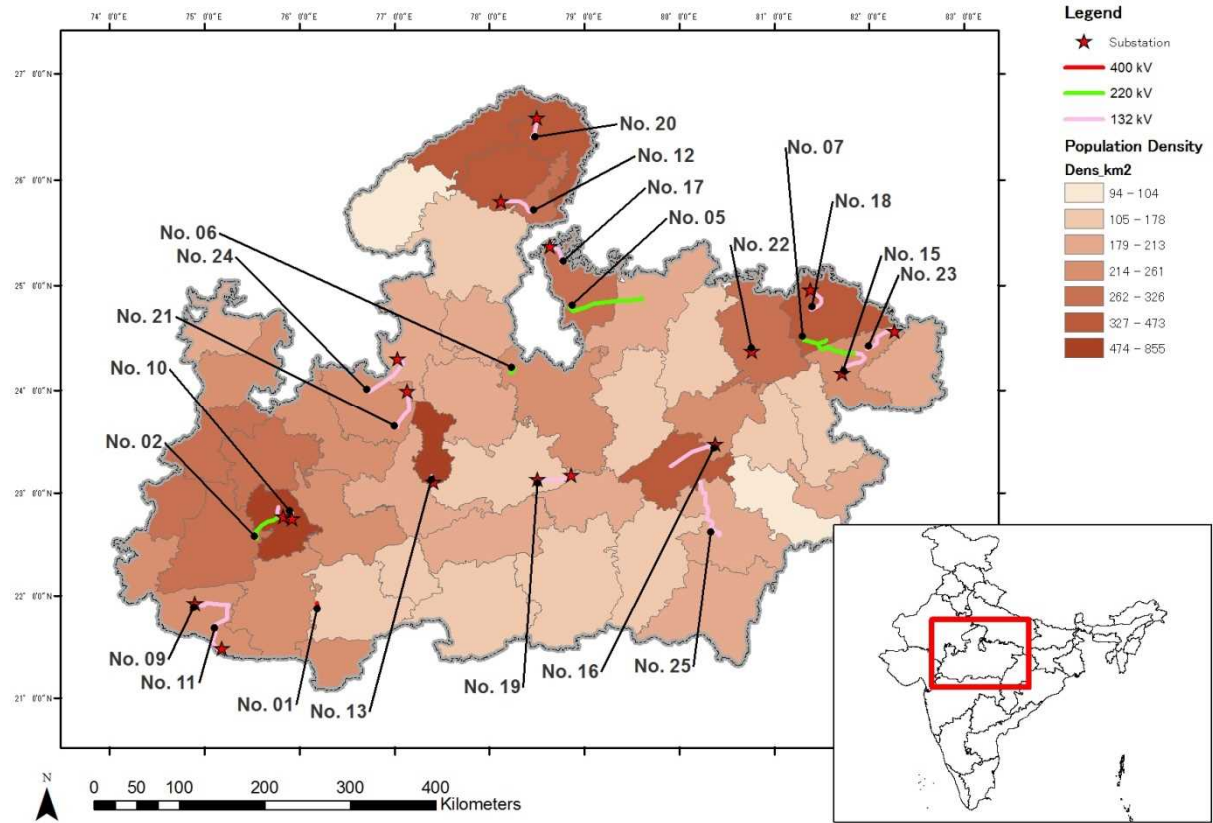 74° 0'0"E 75° 0'0"E 76° 0'0"E 77° 0'0"E 78° 0'0"E 79° 0'0"E 80° 0'0"E 81° 0'0"E 82° 0'0"E 83° 0'0"E
Legend
Substation
400 kV
220 kV
132 kV
Population Density
Dens_km2
94 – 104
105 – 178
179 – 213
214 – 261
262 – 326
327 – 473
474 – 855
27° 0'0"N
26° 0'0"N
25° 0'0"N
24° 0'0"N
23° 0'0"N
22° 0'0"N
21° 0'0"N
No. 20
No. 12
No. 07
No. 17
No. 18
No. 05
No. 06
No. 22
No. 15
No. 24
No. 23
No. 21
No. 10
No. 02
No. 09
No. 11
No. 01
No. 13
No. 19
No. 16
No. 25
N
0 50 100 200 300 400
Kilometers